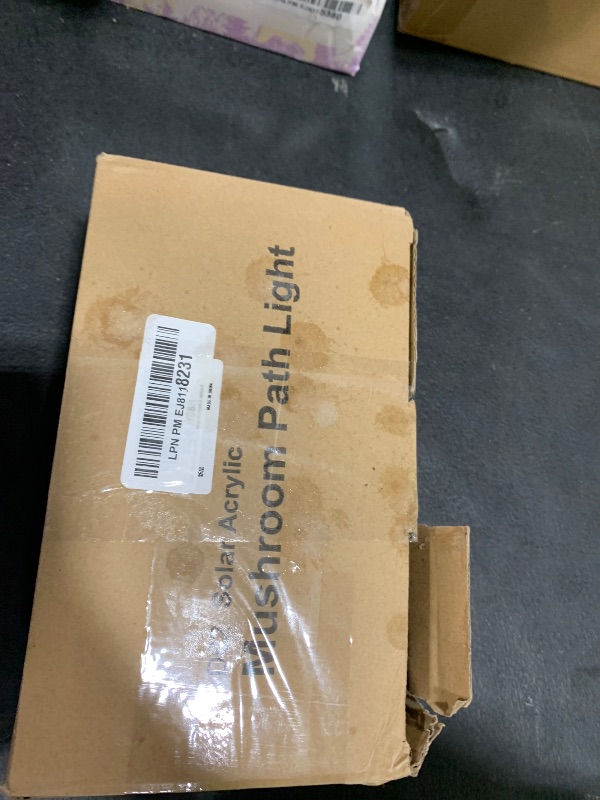 Solar Acrylic
Mushroom Path Light
LPN PM EJ8118231